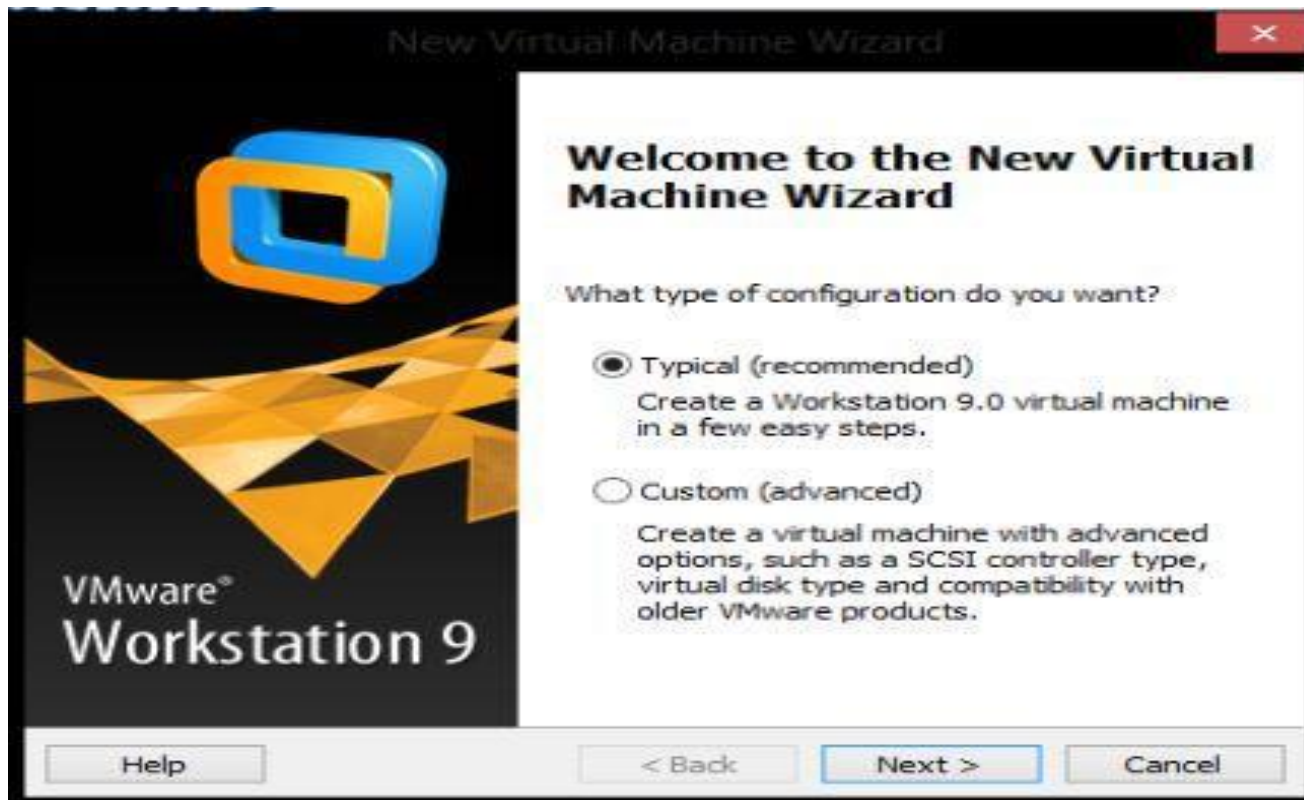 New Virtual Machine Wizard
Welcome to the New Virtual
Machine Wizard
What type of configuration do you want?
Typical (recommended)
Create a Workstation 9.0 virtual machine
in a few easy steps.
Custom (advanced)
Create a virtual machine with advanced
options, such as a SCSI controller type,
virtual disk type and compatibility with
older VMware products.
VMware®
Workstation 9
Help
< Back
Next >
Cancel